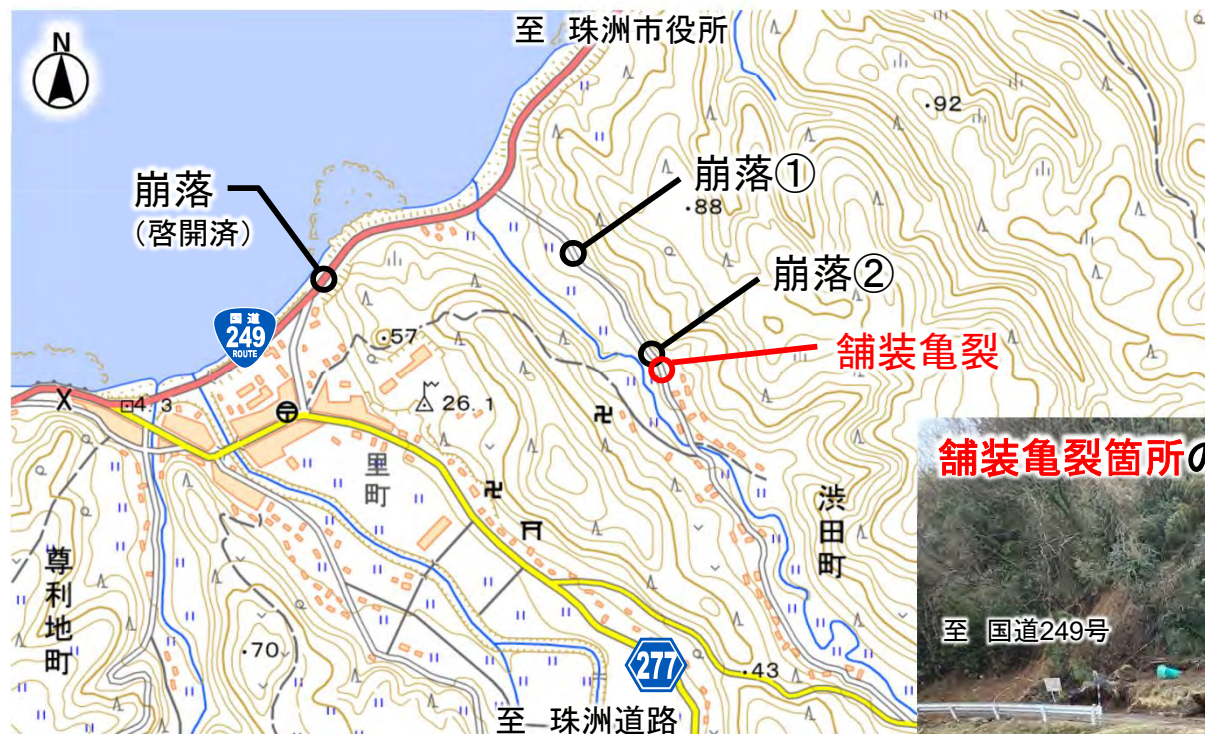 至 珠洲市役所
N
・92
崩落①
崩落
(啓開済)
・88
崩落②
国道
249
ROUTE
・57
舗装亀裂
4.3
26.1
里町
舗装亀裂箇所の
渋田町
尊利地町
至 国道249号
・70
277
・43
至 珠洲道路